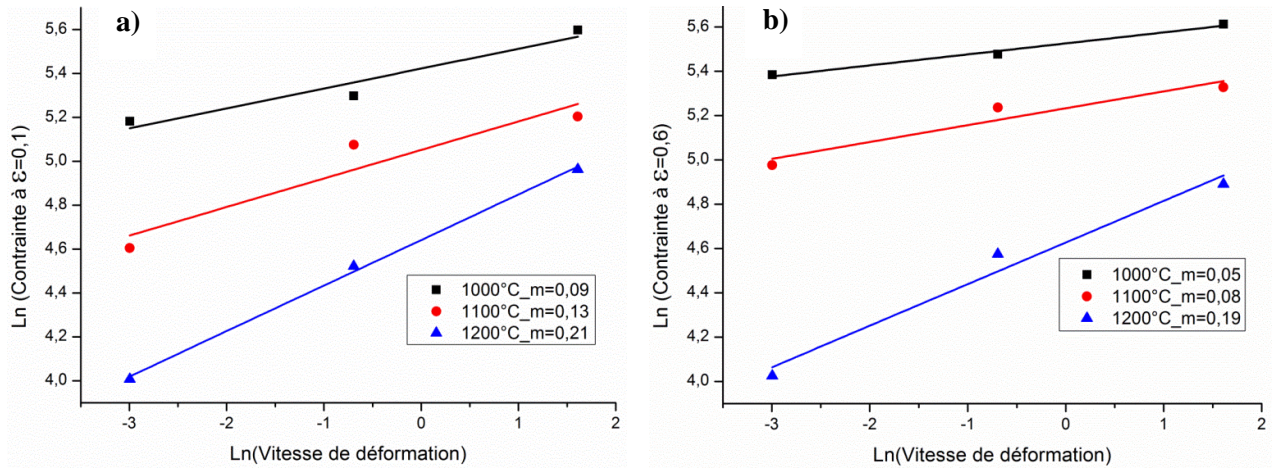 a)
5,6
5,4
5,2
5,0
4,8
4,6
4,4
4,2
4,0
Ln (Contrainte à Ɛ=0,1)
1000°C_m=0,09
1100°C_m=0,13
1200°C_m=0,21
-3 -2 -1 0 1 2
Ln(Vitesse de déformation)
b)
5,6
5,4
5,2
5,0
4,8
4,6
4,4
4,2
4,0
Ln (Contrainte à Ɛ=0,6)
1000°C_m=0,05
1100°C_m=0,08
1200°C_m=0,19
-3 -2 -1 0 1 2
Ln(Vitesse de déformation)